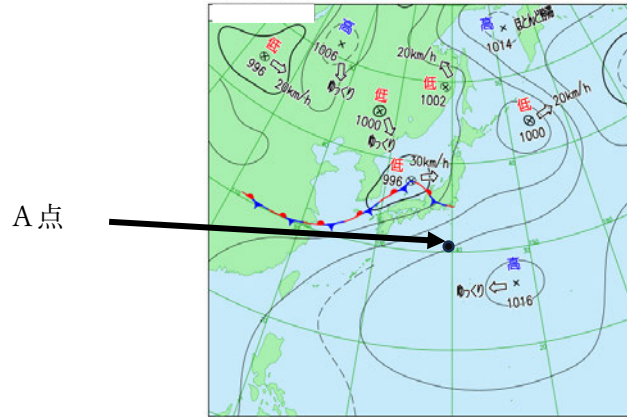 高
1014
ほとんど停滞
高
1006
ゆっくり
低
996
20km/h
20km/h
低
1002
低
1000
ゆっくり
低
1000
20km/h
低
996
30km/h
A点
高
1016
ゆっくり